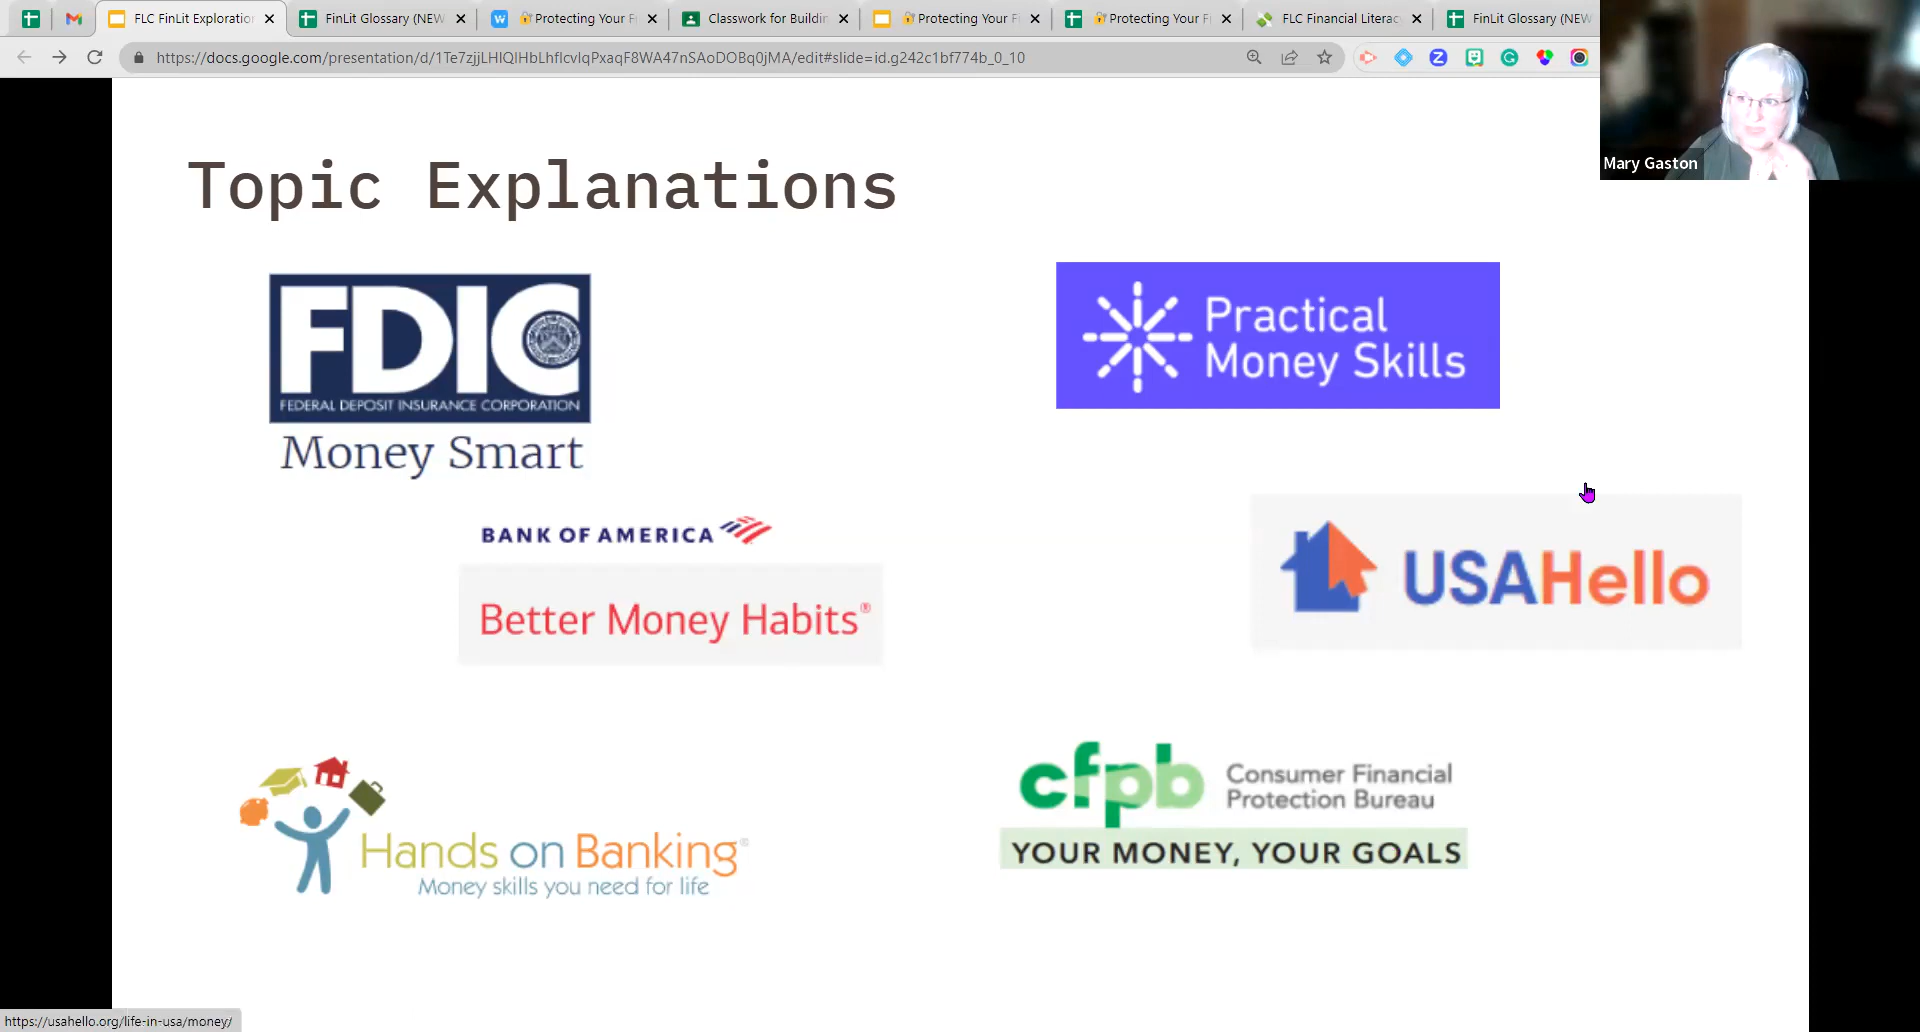 FLC FinLit Exploration
FinLit Glossary (NEW
Protecting Your F
Classwork for Buildin
Protecting Your F
Protecting Your F
FLC Financial Literac
FinLit Glossary (NEW
https://docs.google.com/presentation/d/1Te7zjjLHIQIHbLhflcvlqPxaqF8WA47nSAoDOBq0jMA/edit#slide=id.g242c1bf774b_0_10
Mary Gaston
Topic Explanations
FDIC
FEDERAL DEPOSIT INSURANCE CORPORATION
Money Smart
Practical
Money Skills
BANK OF AMERICA
Better Money Habits®
USAHello
Hands on Banking®
Money skills you need for life
cfpb
Consumer Financial
Protection Bureau
YOUR MONEY, YOUR GOALS
https://usahello.org/life-in-usa/money/